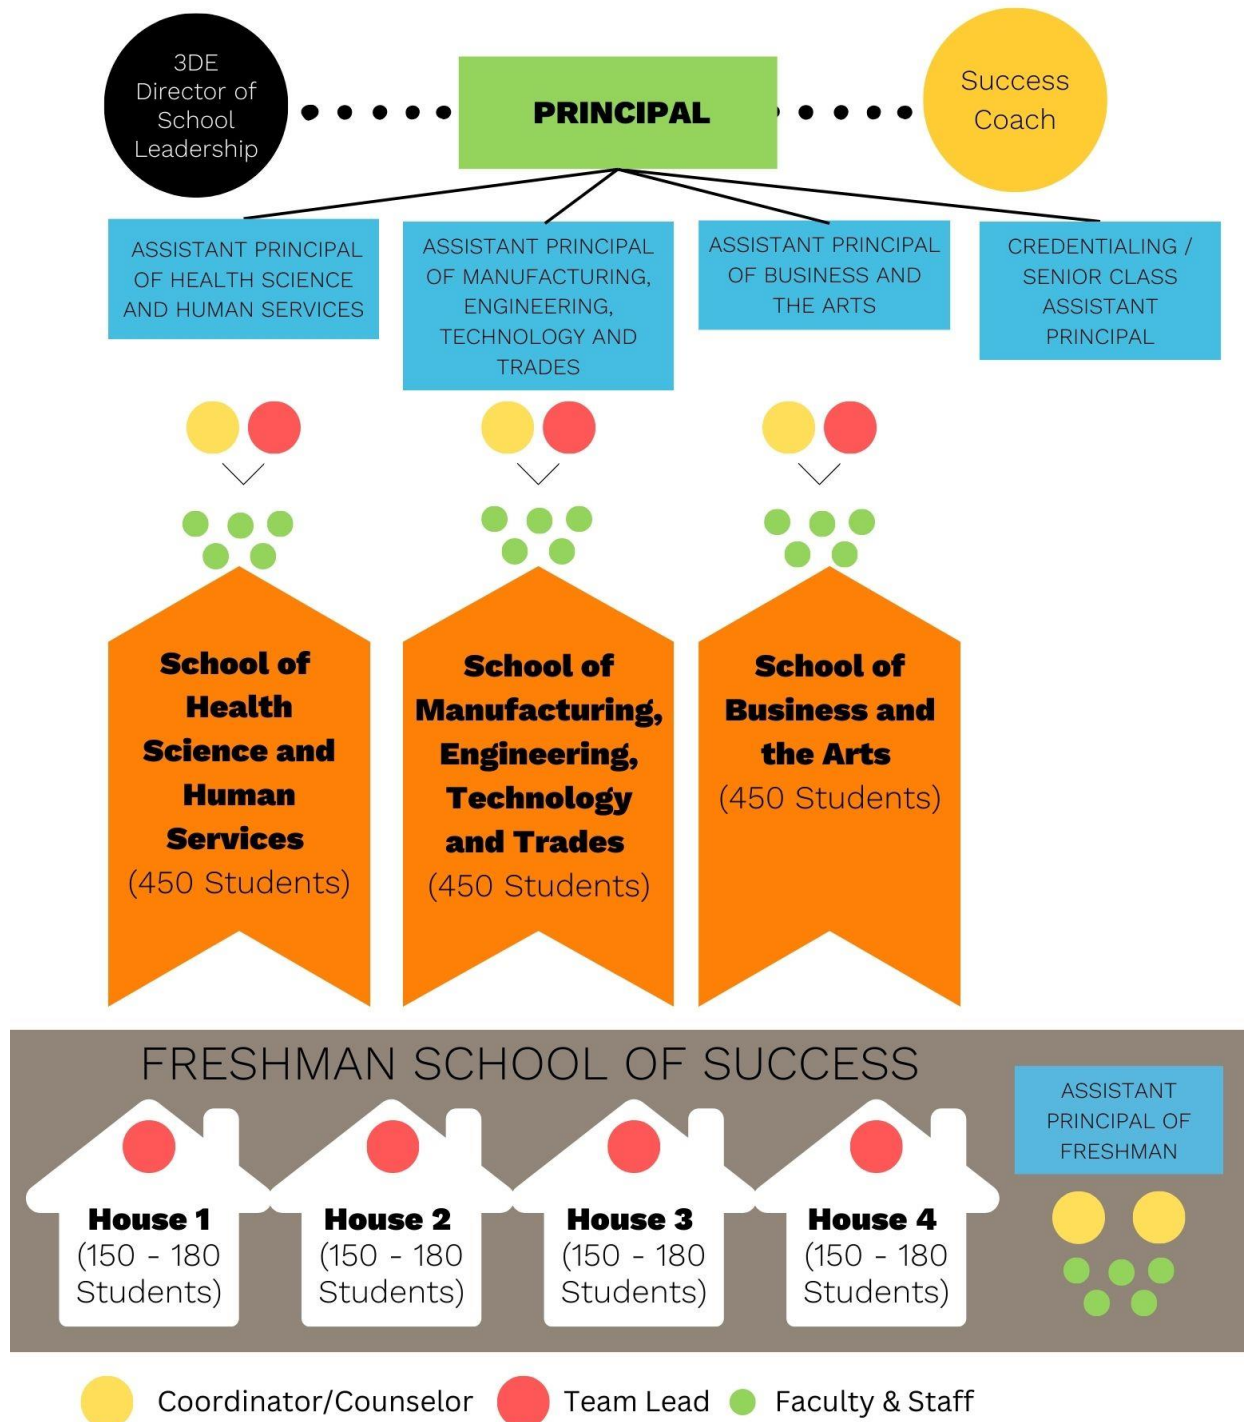 3DE
Director of
School
Leadership
PRINCIPAL
Success
Coach
ASSISTANT PRINCIPAL
OF HEALTH SCIENCE
AND HUMAN SERVICES
ASSISTANT PRINCIPAL
OF MANUFACTURING,
ENGINEERING,
TECHNOLOGY AND
TRADES
ASSISTANT PRINCIPAL
OF BUSINESS AND
THE ARTS
CREDENTIALING /
SENIOR CLASS
ASSISTANT
PRINCIPAL
School of
Health
Science and
Human
Services
(450 Students)
School of
Manufacturing,
Engineering,
Technology
and Trades
(450 Students)
School of
Business and
the Arts
(450 Students)
FRESHMAN SCHOOL OF SUCCESS
House 1
(150 - 180
Students)
House 2
(150 - 180
Students)
House 3
(150 - 180
Students)
House 4
(150 - 180
Students)
ASSISTANT
PRINCIPAL OF
FRESHMAN
Coordinator/Counselor
Team Lead
Faculty & Staff